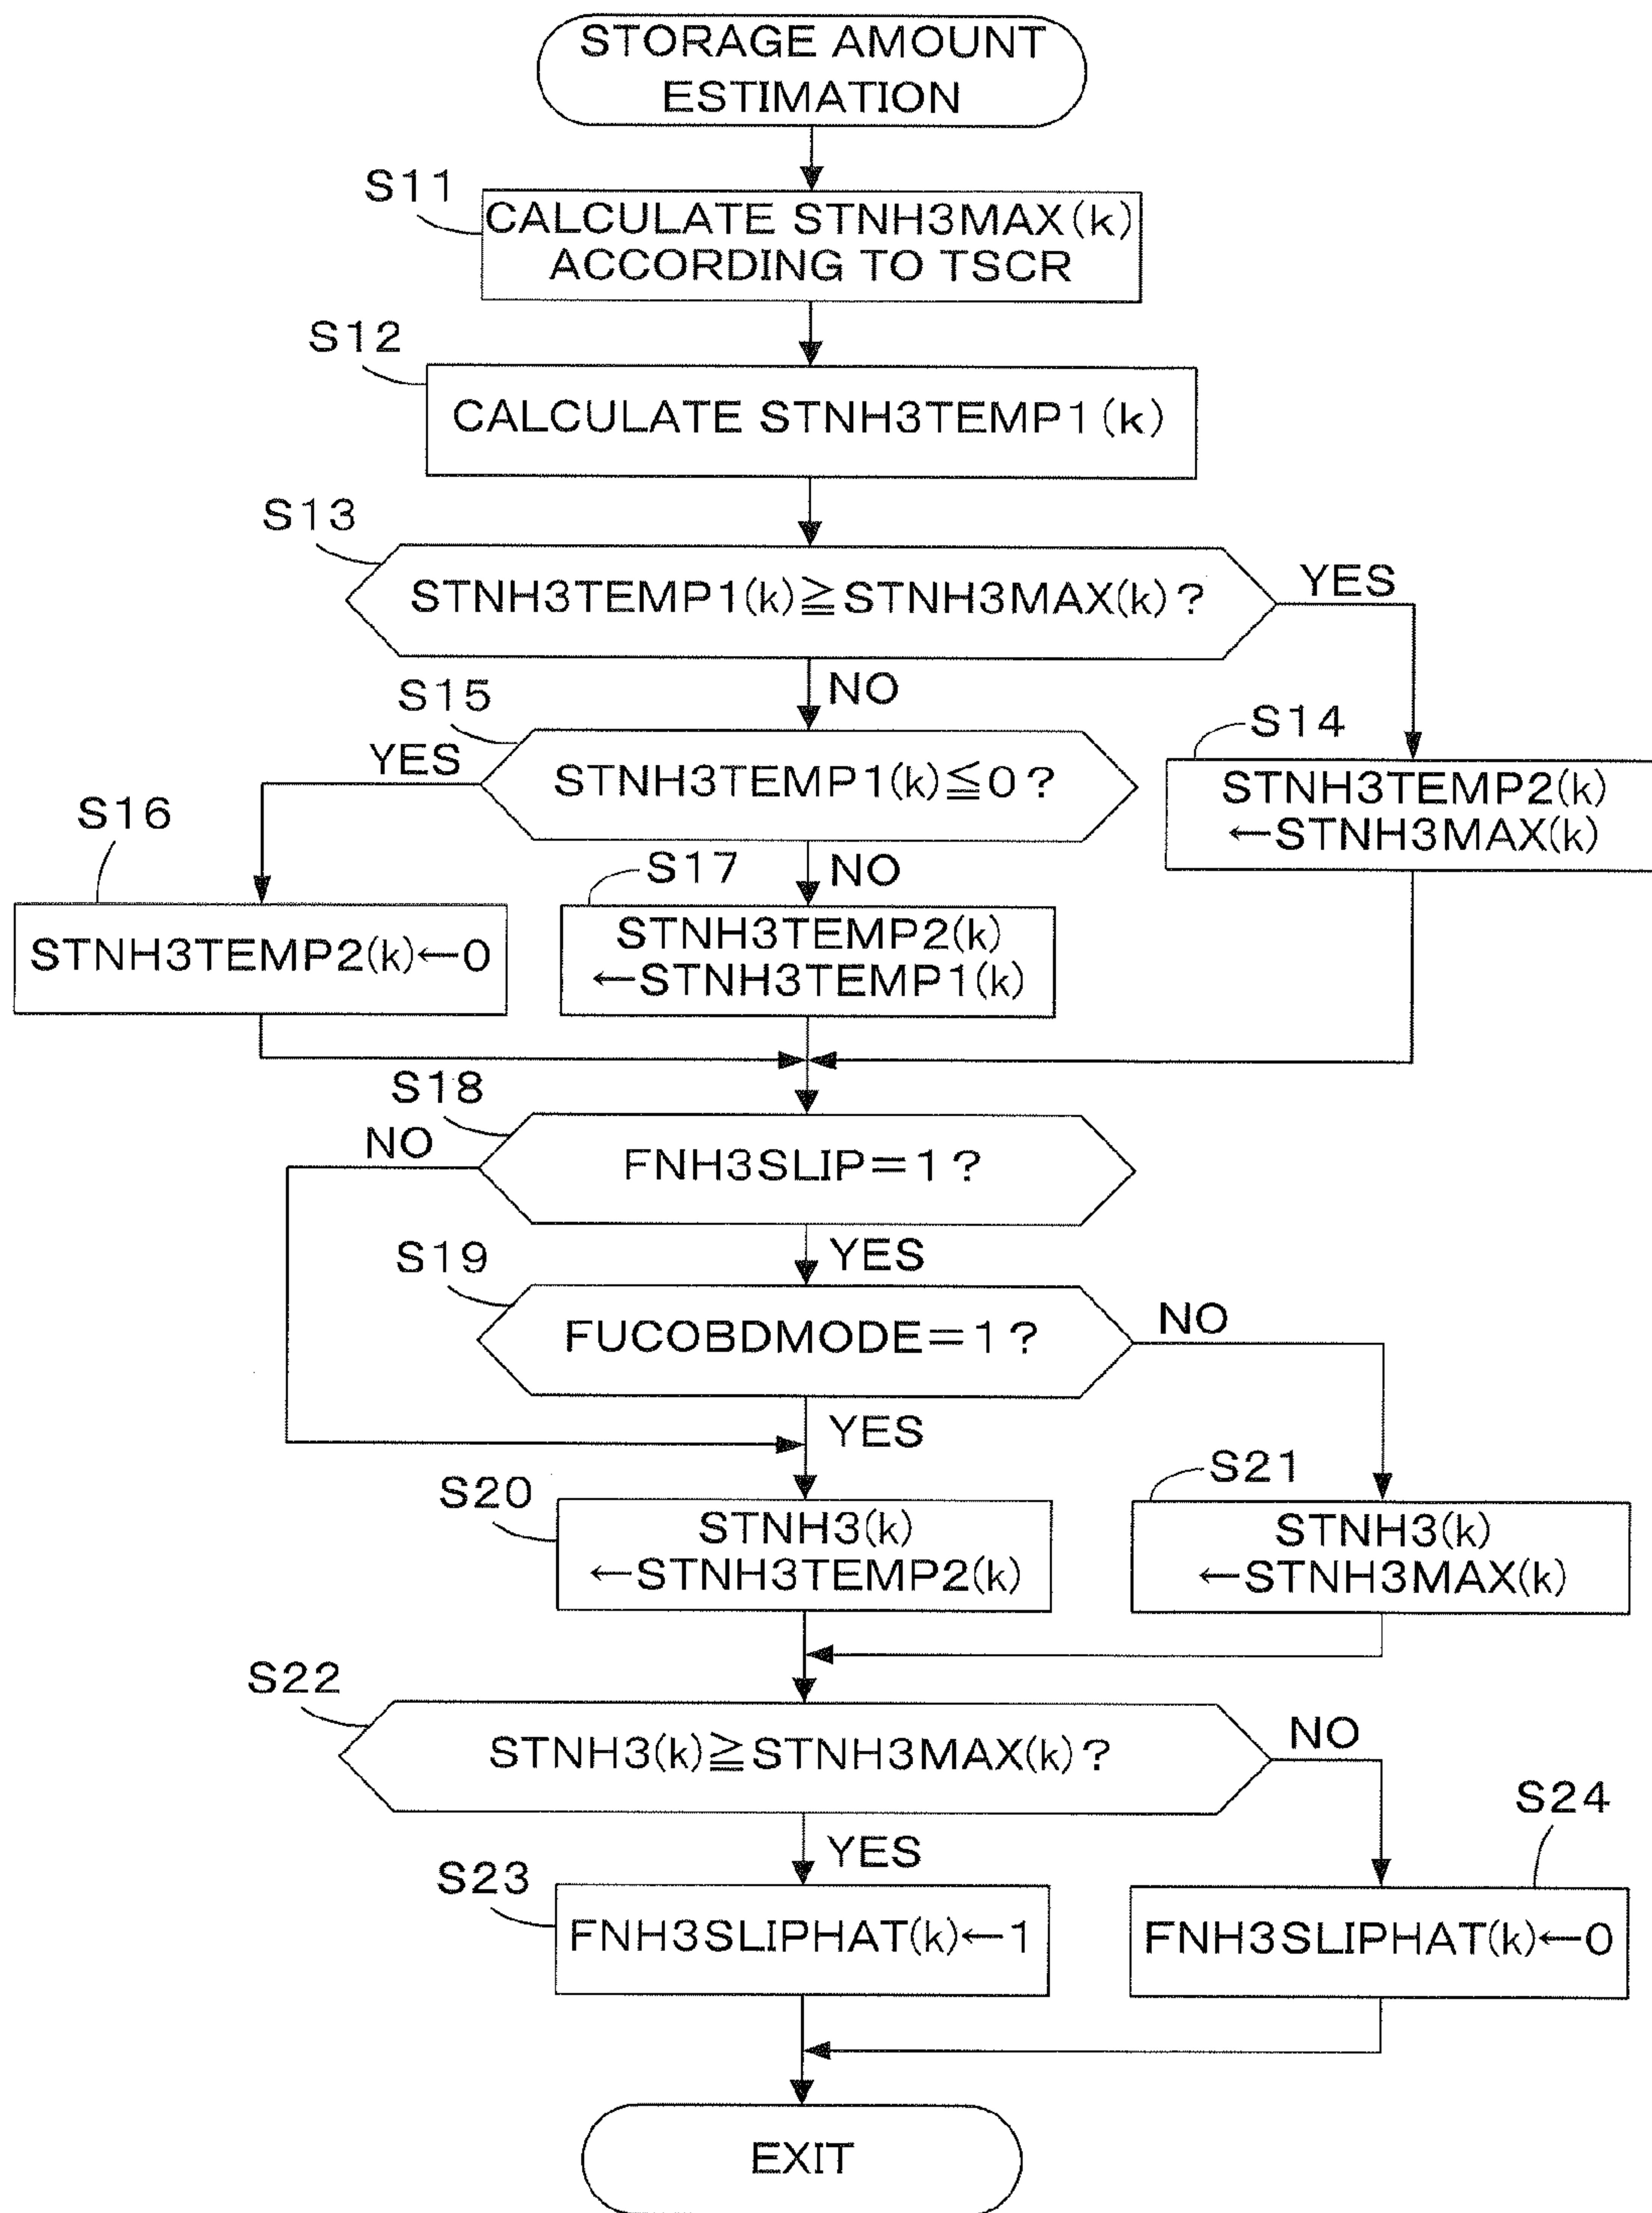 STORAGE AMOUNT
ESTIMATION
S11
CALCULATE STNH3MAX(k)
ACCORDING TO TSCR
S12
CALCULATE STNH3TEMP1(k)
S13
STNH3TEMP1(k)≧STNH3MAX(k)?
YES
NO
S15
YES
STNH3TEMP1(k)≦0?
S14
STNH3TEMP2(k)
←STNH3MAX(k)
S16
STNH3TEMP2(k)←0
NO
S17
STNH3TEMP2(k)
←STNH3TEMP1(k)
S18
NO
FNH3SLIP=1?
YES
S19
FUCOBDMODE=1?
NO
YES
S20
STNH3(k)
←STNH3TEMP2(k)
S21
STNH3(k)
←STNH3MAX(k)
S22
STNH3(k)≧STNH3MAX(k)?
NO
YES
S23
FNH3SLIPHAT(k)←1
S24
FNH3SLIPHAT(k)←0
EXIT